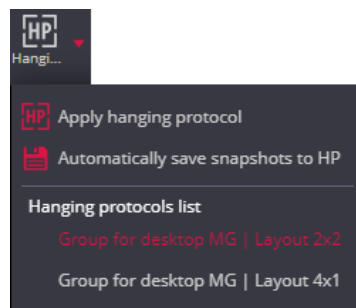 HP
Hangi...
HP Apply hanging protocol
Automatically save snapshots to HP
Hanging protocols list
Group for desktop MG | Layout 2x2
Group for desktop MG | Layout 4x1